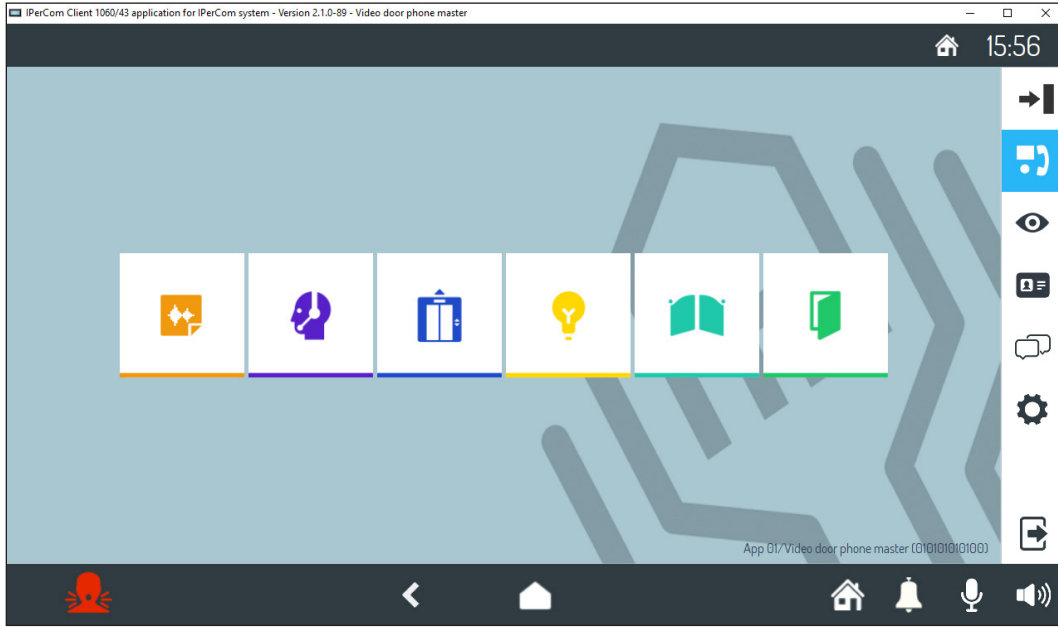 IPerCom Client 1060/43 application for IPerCom system - Version 2.1.0-89 - Video door phone master
15:56
App 01/Video door phone master (010101010100)